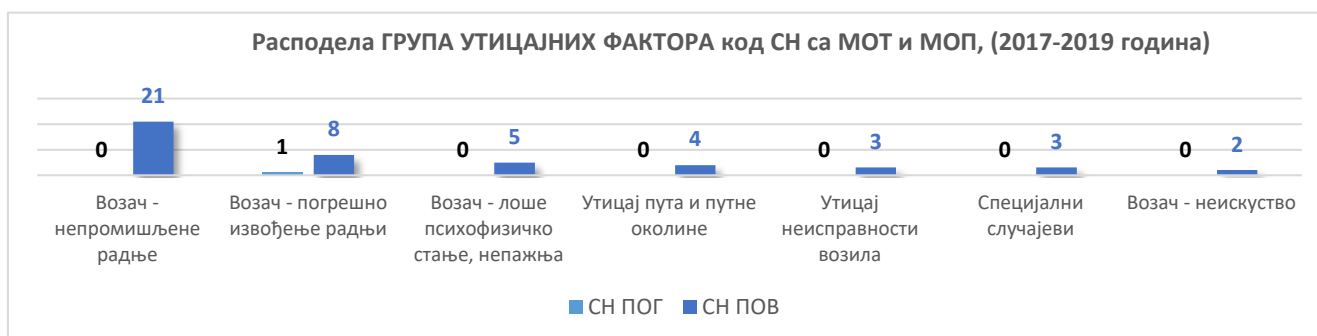 Расподела ГРУПА УТИЦАЈНИХ ФАКТОРА код СН са МОТ и МОП, (2017-2019 година)
0 21 1 8 0 5 0 4 0 3 0 3 0 2
Возач - непромишљене радње
Возач - погрешно извођење радњи
Возач - лоше психофизичко стање, непажња
Утицај пута и путне околине
Утицај неисправности возила
Специјални случајеви
Возач - неискуство
СН ПОГ СН ПОВ